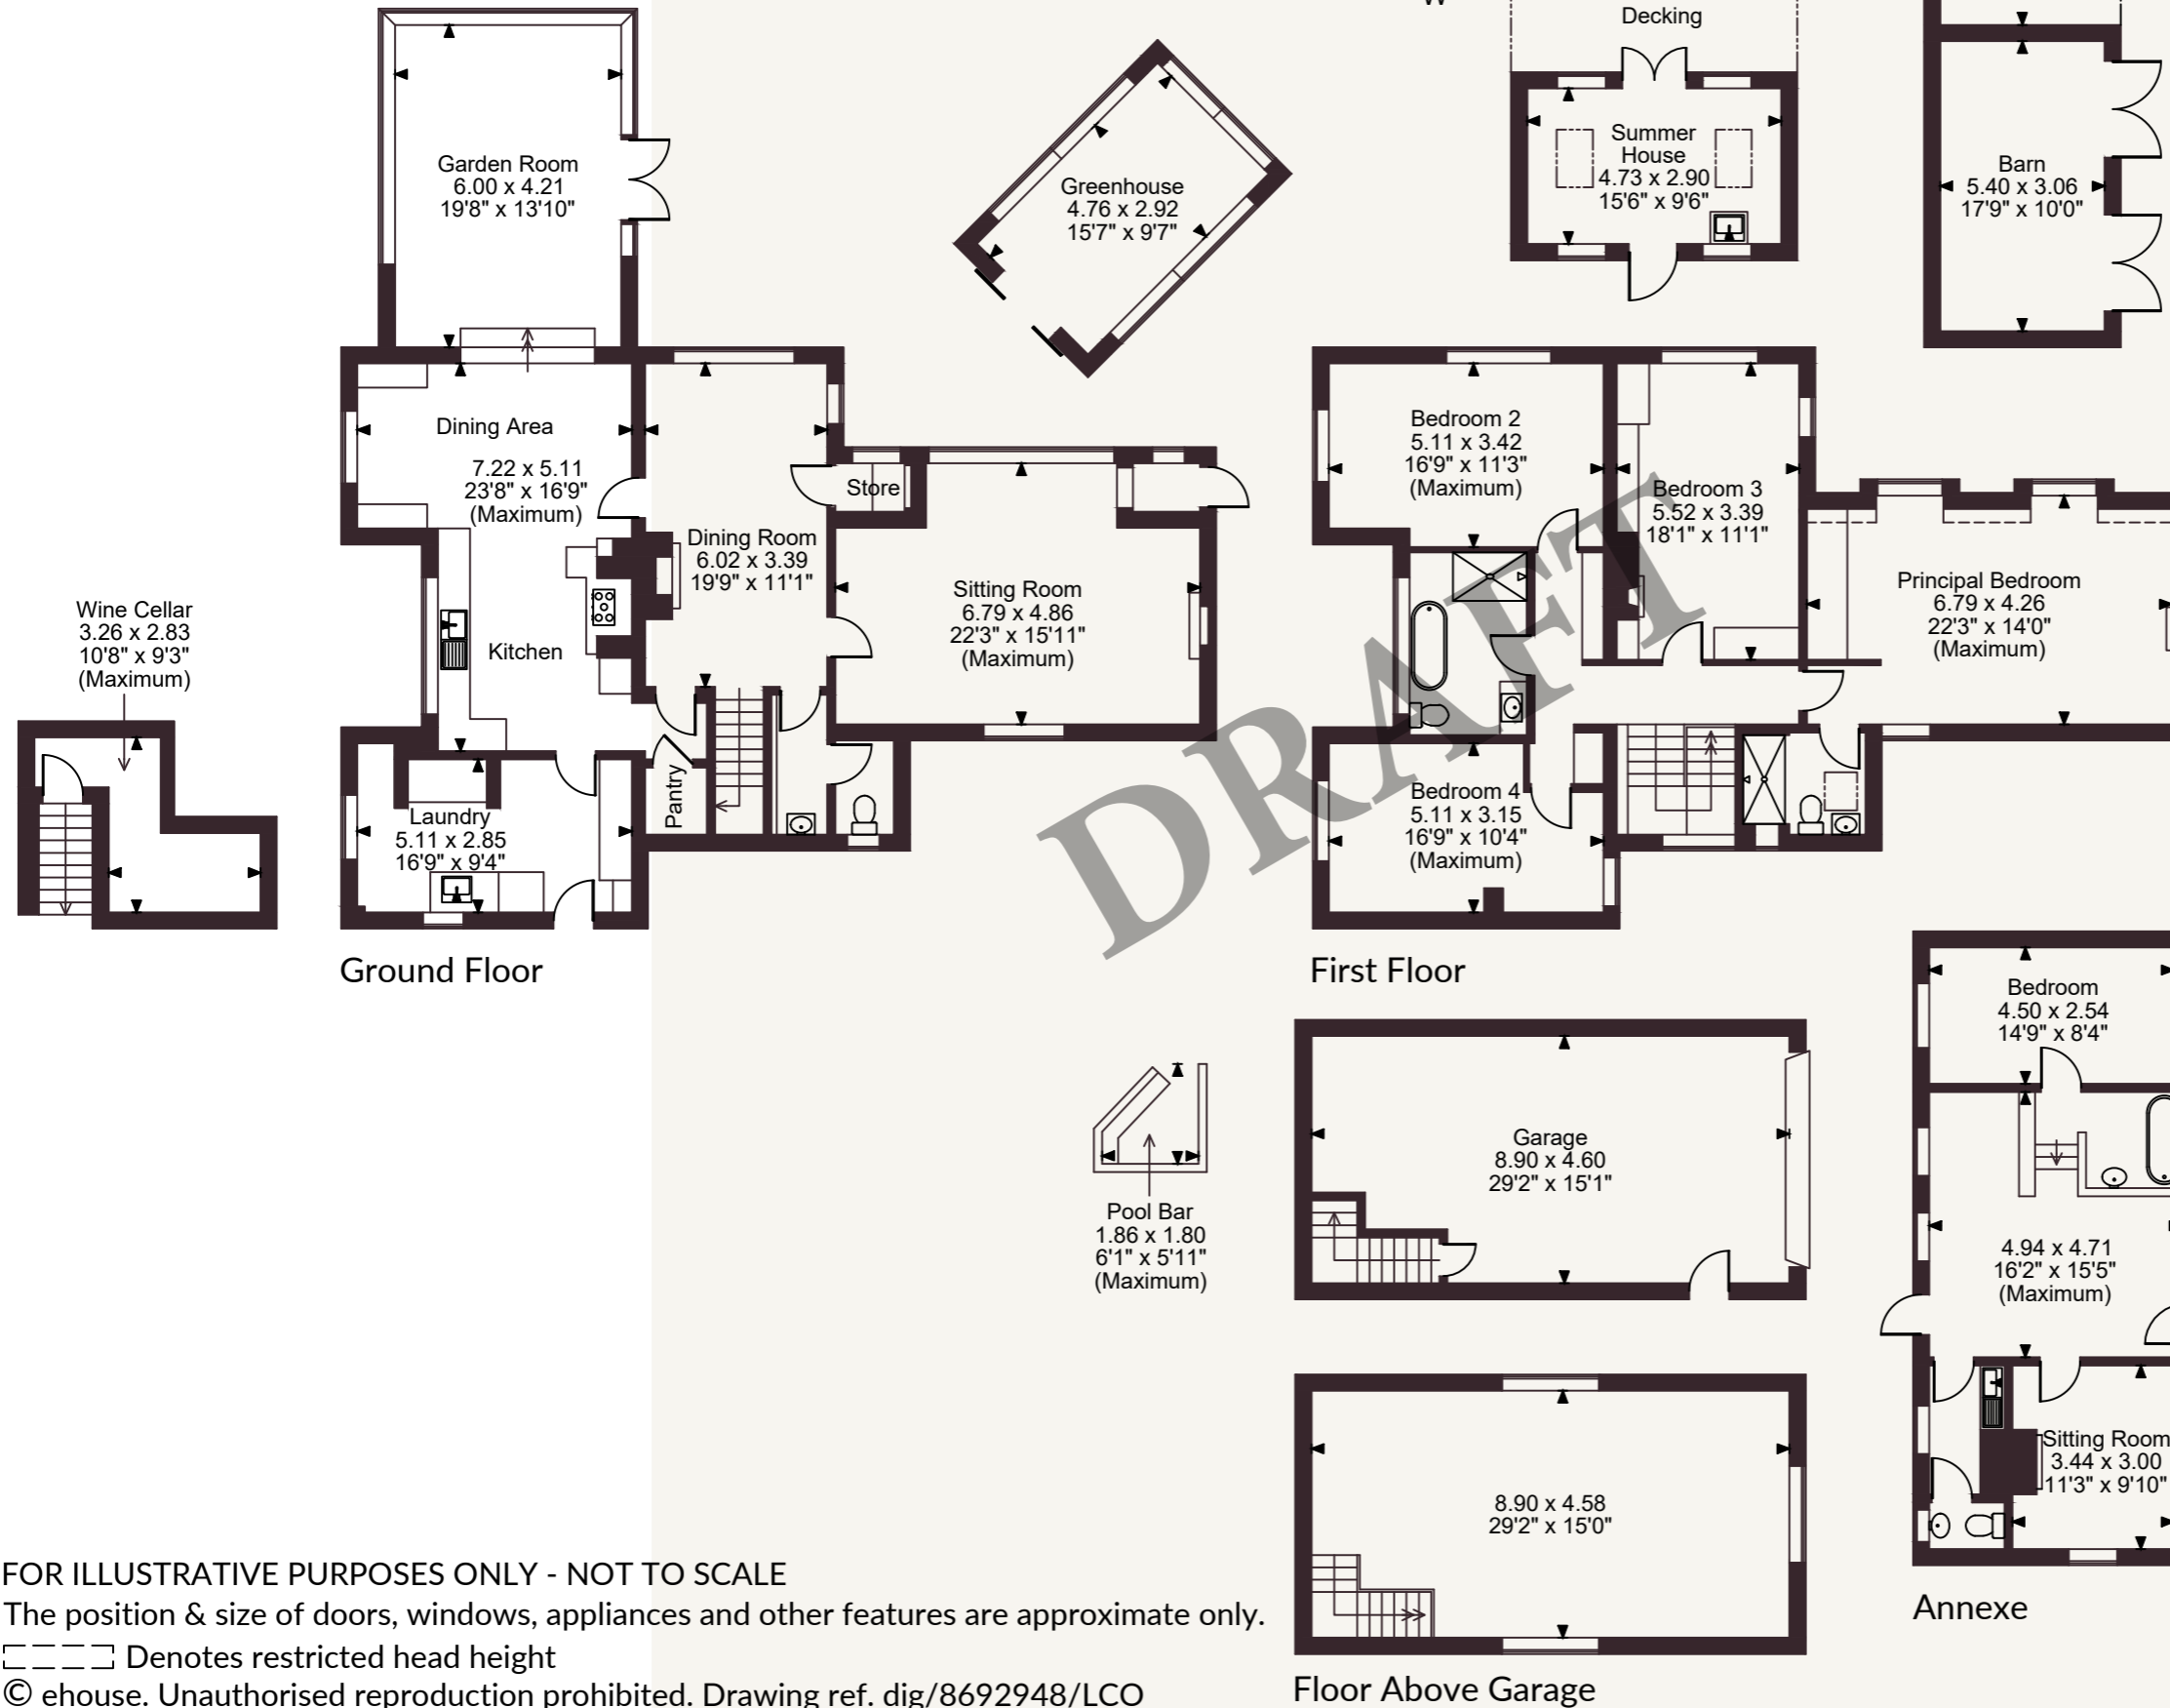 W
Decking
Garden Room
6.00 x 4.21
19'8" x 13'10"
Greenhouse
4.76 x 2.92
15'7" x 9'7"
Summer
House
4.73 x 2.90
15'6" x 9'6"
Barn
5.40 x 3.06
17'9" x 10'0"
Dining Area
7.22 x 5.11
23'8" x 16'9"
(Maximum)
Kitchen
Dining Room
6.02 x 3.39
19'9" x 11'1"
Store
Sitting Room
6.79 x 4.86
22'3" x 15'11"
(Maximum)
Wine Cellar
3.26 x 2.83
10'8" x 9'3"
(Maximum)
Laundry
5.11 x 2.85
16'9" x 9'4"
Pantry
Ground Floor
Bedroom 2
5.11 x 3.42
16'9" x 11'3"
(Maximum)
Bedroom 3
5.52 x 3.39
18'1" x 11'1"
Principal Bedroom
6.79 x 4.26
22'3" x 14'0"
(Maximum)
Bedroom 4
5.11 x 3.15
16'9" x 10'4"
(Maximum)
DRAFT
First Floor
Pool Bar
1.86 x 1.80
6'1" x 5'11"
(Maximum)
Garage
8.90 x 4.60
29'2" x 15'1"
8.90 x 4.58
29'2" x 15'0"
Floor Above Garage
Bedroom
4.50 x 2.54
14'9" x 8'4"
4.94 x 4.71
16'2" x 15'5"
(Maximum)
Sitting Room
3.44 x 3.00
11'3" x 9'10"
Annexe
FOR ILLUSTRATIVE PURPOSES ONLY - NOT TO SCALE
The position & size of doors, windows, appliances and other features are approximate only.
Denotes restricted head height
© ehouse. Unauthorised reproduction prohibited. Drawing ref. dig/8692948/LCO